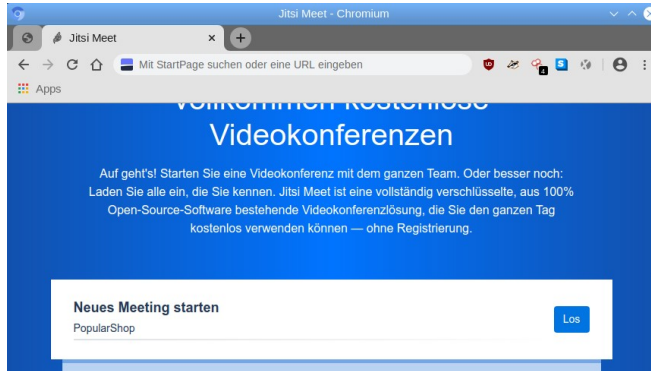 Jitsi Meet - Chromium
Jitsi Meet
Mit StartPage suchen oder eine URL eingeben
Apps
vollkommen kostenlose
Videokonferenzen
Auf geht's! Starten Sie eine Videokonferenz mit dem ganzen Team. Oder besser noch:
Laden Sie alle ein, die Sie kennen. Jitsi Meet ist eine vollständig verschlüsselte, aus 100%
Open-Source-Software bestehende Videokonferenzlösung, die Sie den ganzen Tag
kostenlos verwenden können — ohne Registrierung.
Neues Meeting starten
PopularShop
Los